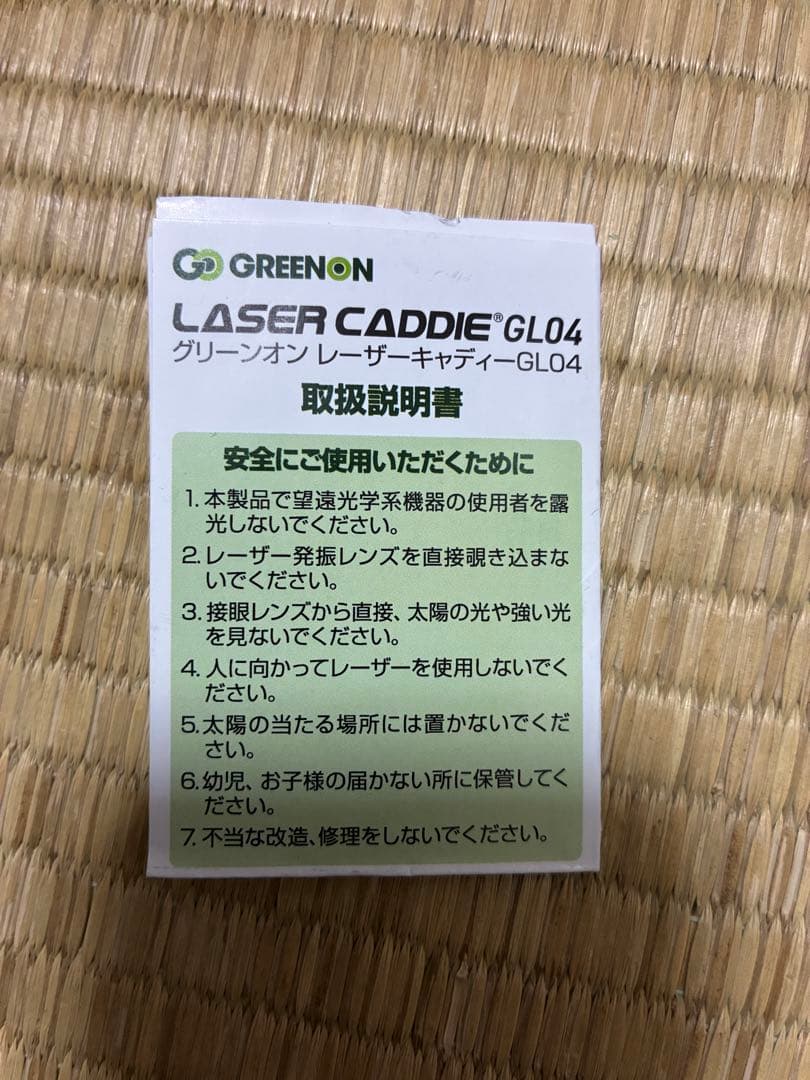 GO GREENON
LASER CADDIE® GL04
グリーンオン レーザーキャディーGL04
取扱説明書
安全にご使用いただくために
1. 本製品で望遠光学系機器の使用者を露
光しないでください。
2. レーザー発振レンズを直接覗き込まな
いでください。
3. 接眼レンズから直接、太陽の光や強い光
を見ないでください。
4. 人に向かってレーザーを使用しないでく
ださい。
5. 太陽の当たる場所には置かないでくだ
さい。
6. 幼児、お子様の届かない所に保管してく
ださい。
7. 不当な改造、修理をしないでください。